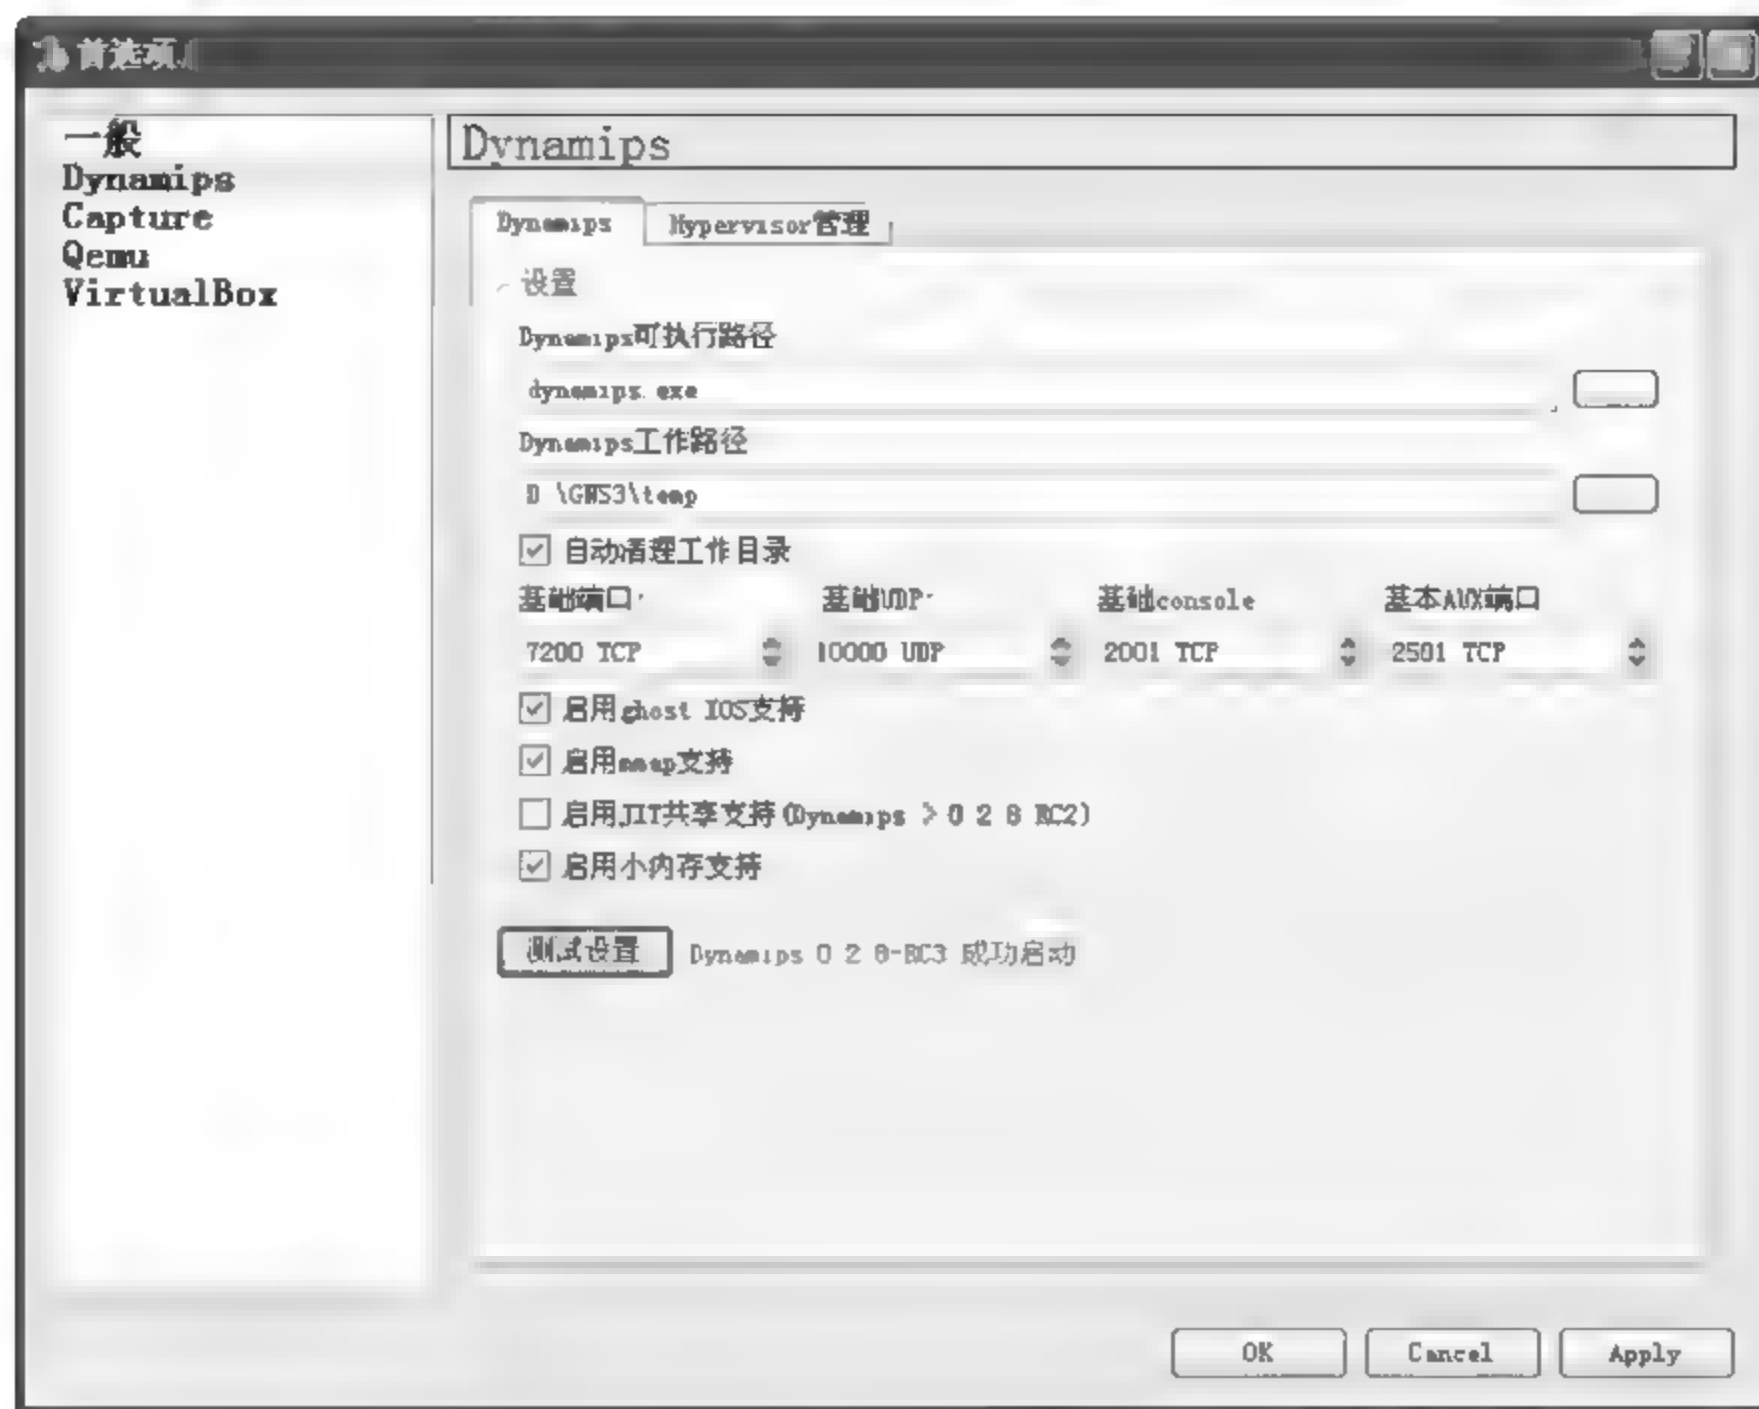 首选项
一般
Dynamips
Capture
Qemu
VirtualBox
Dynamips
Dynamips Hypervisor管理
设置
Dynamips可执行路径
dynamips.exe
Dynamips工作路径
D \GNS3\temp
自动清理工作目录
基础端口: 基础UDP: 基础console 基本AUX端口
7200 TCP 10000 UDP 2001 TCP 2501 TCP
启用ghost IOS支持
启用mmap支持
启用JIT共享支持(Dynamips > 0 2 8 RC2)
启用小内存支持
测试设置 Dynamips 0 2 8-RC3 成功启动
OK Cancel Apply